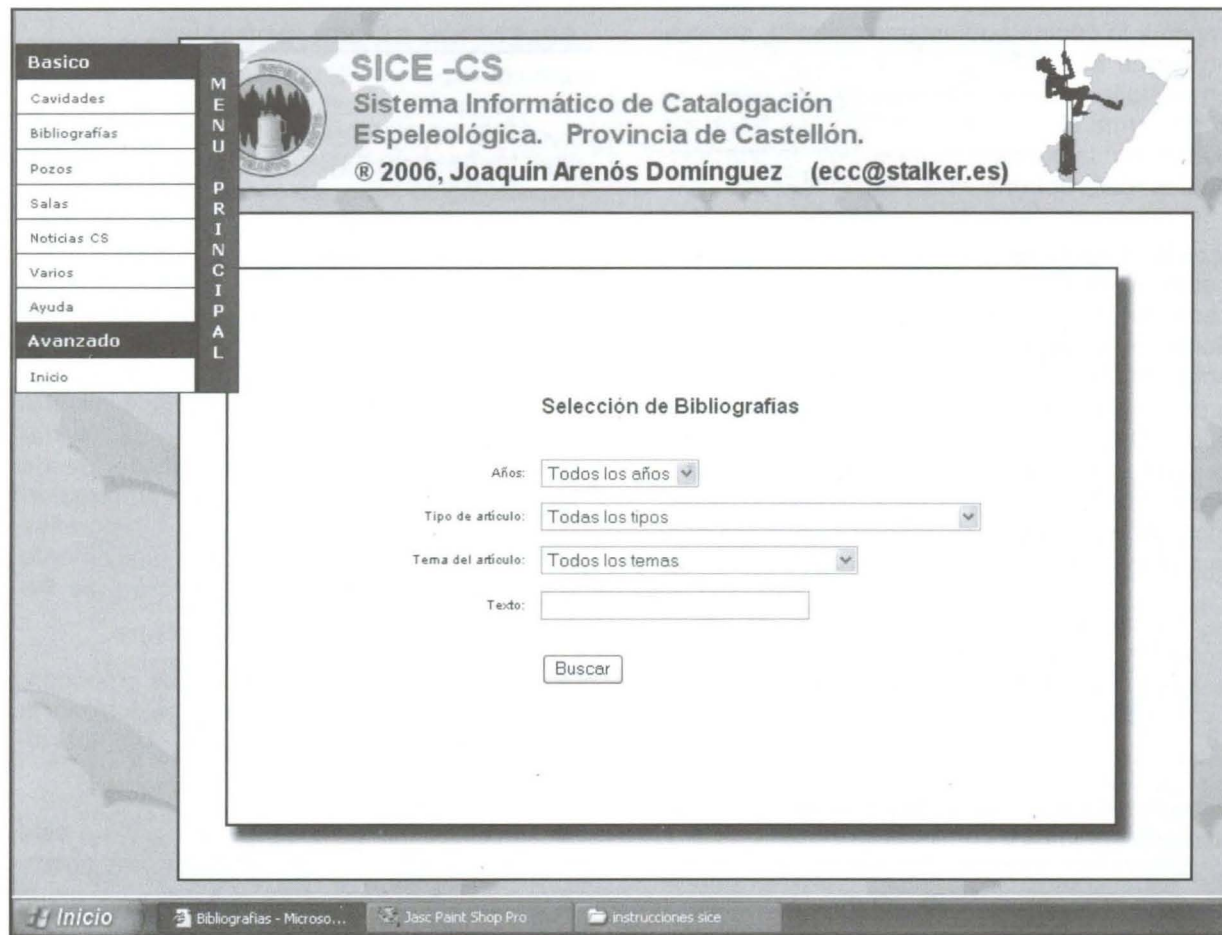 Basico
Cavidades
Bibliografías
Pozos
Salas
Noticias CS
Varios
Ayuda
Avanzado
Inicio
MENU PRINCIPAL
SICE -CS
Sistema Informático de Catalogación
Espeleológica. Provincia de Castellón.
® 2006, Joaquín Arenós Domínguez (ecc@stalker.es)
Selección de Bibliografías
Años: Todos los años
Tipo de artículo: Todas los tipos
Tema del artículo: Todos los temas
Texto:
Buscar
Inicio Bibliografias - Microso... Jasc Paint Shop Pro instrucciones sice